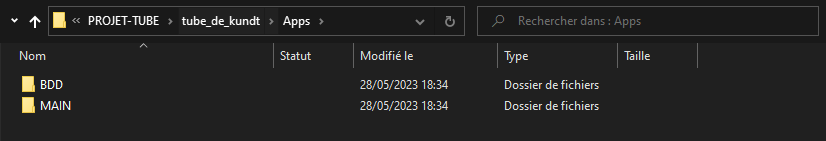 « PROJET-TUBE > tube_de_kundt > Apps > Rechercher dans : Apps
Nom Statut Modifié le Type Taille
BDD 28/05/2023 18:34 Dossier de fichiers
MAIN 28/05/2023 18:34 Dossier de fichiers